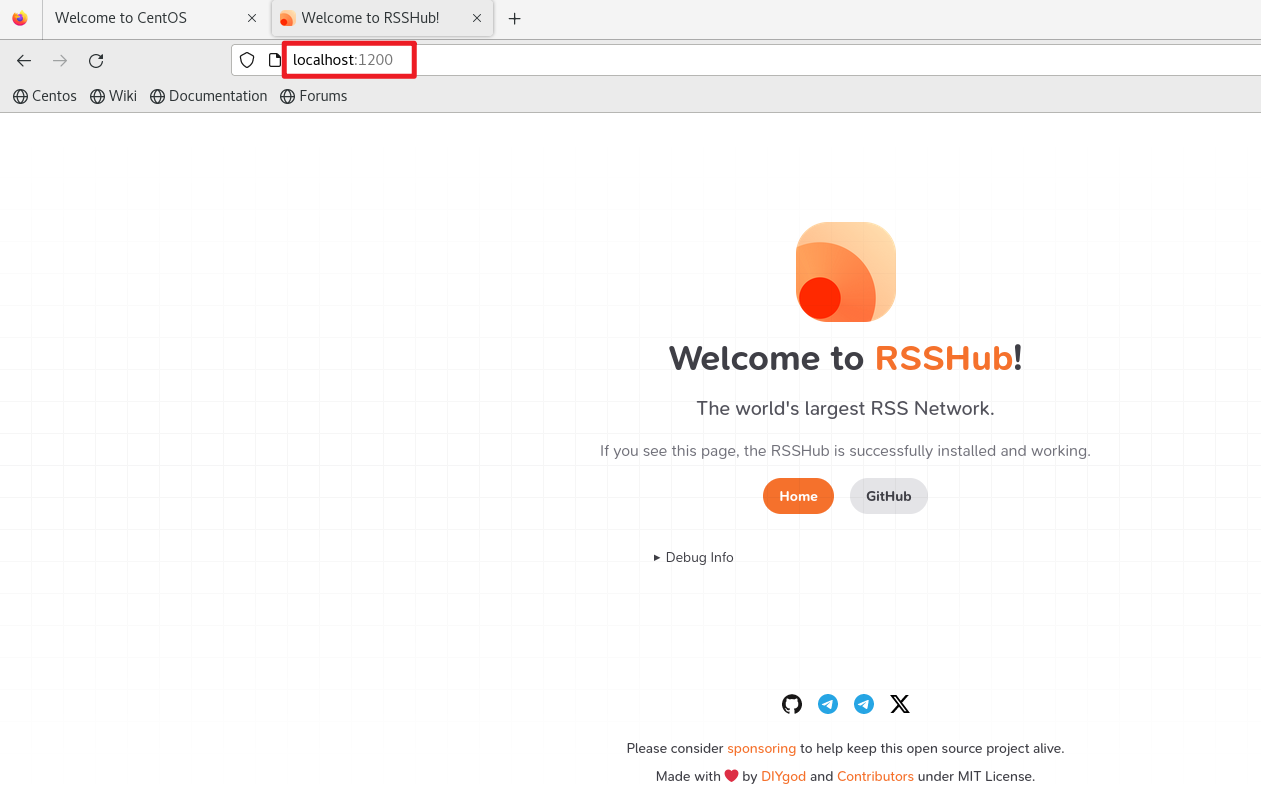 Welcome to CentOS
Welcome to RSSHub!
localhost:1200
Centos Wiki Documentation Forums
Welcome to RSSHub!
The world's largest RSS Network.
If you see this page, the RSSHub is successfully installed and working.
Home GitHub
▸ Debug Info
Please consider sponsoring to help keep this open source project alive.
Made with ❤ by DIYgod and Contributors under MIT License.